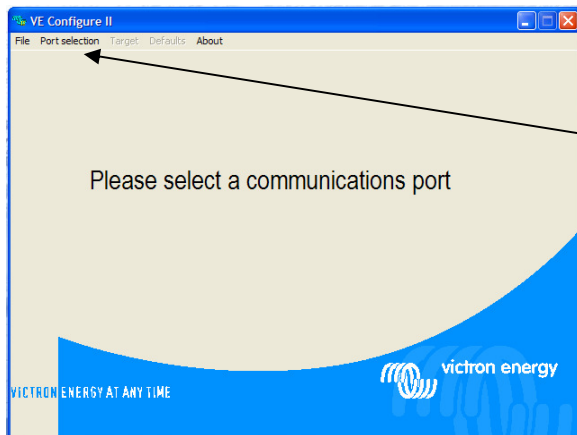 VE Configure II
File Port selection Target Defaults About
Please select a communications port
victron energy
VICTRON ENERGY AT ANY TIME